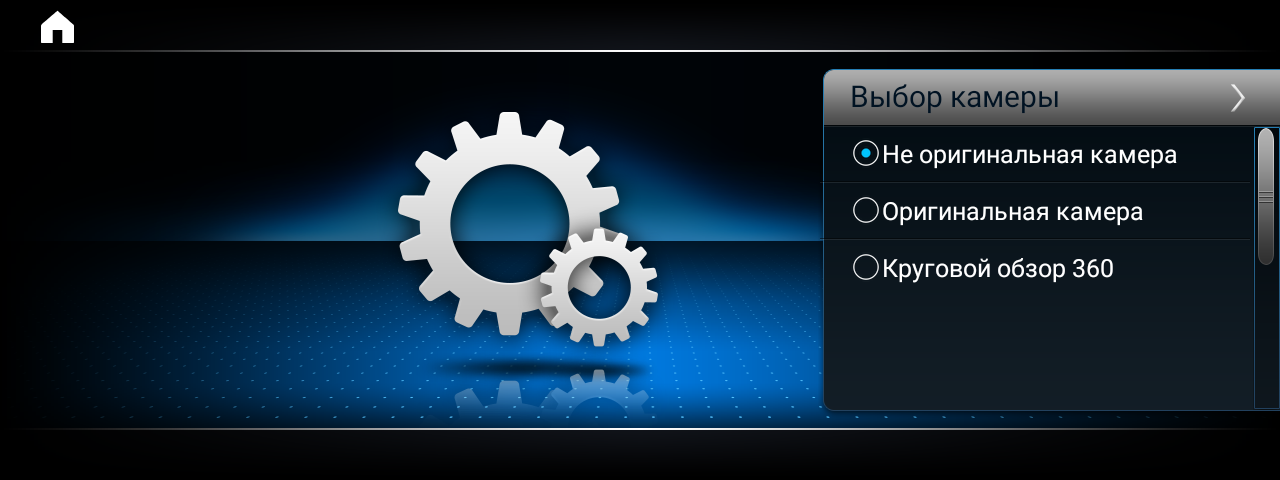 Выбор камеры
Не оригинальная камера
Оригинальная камера
Круговой обзор 360